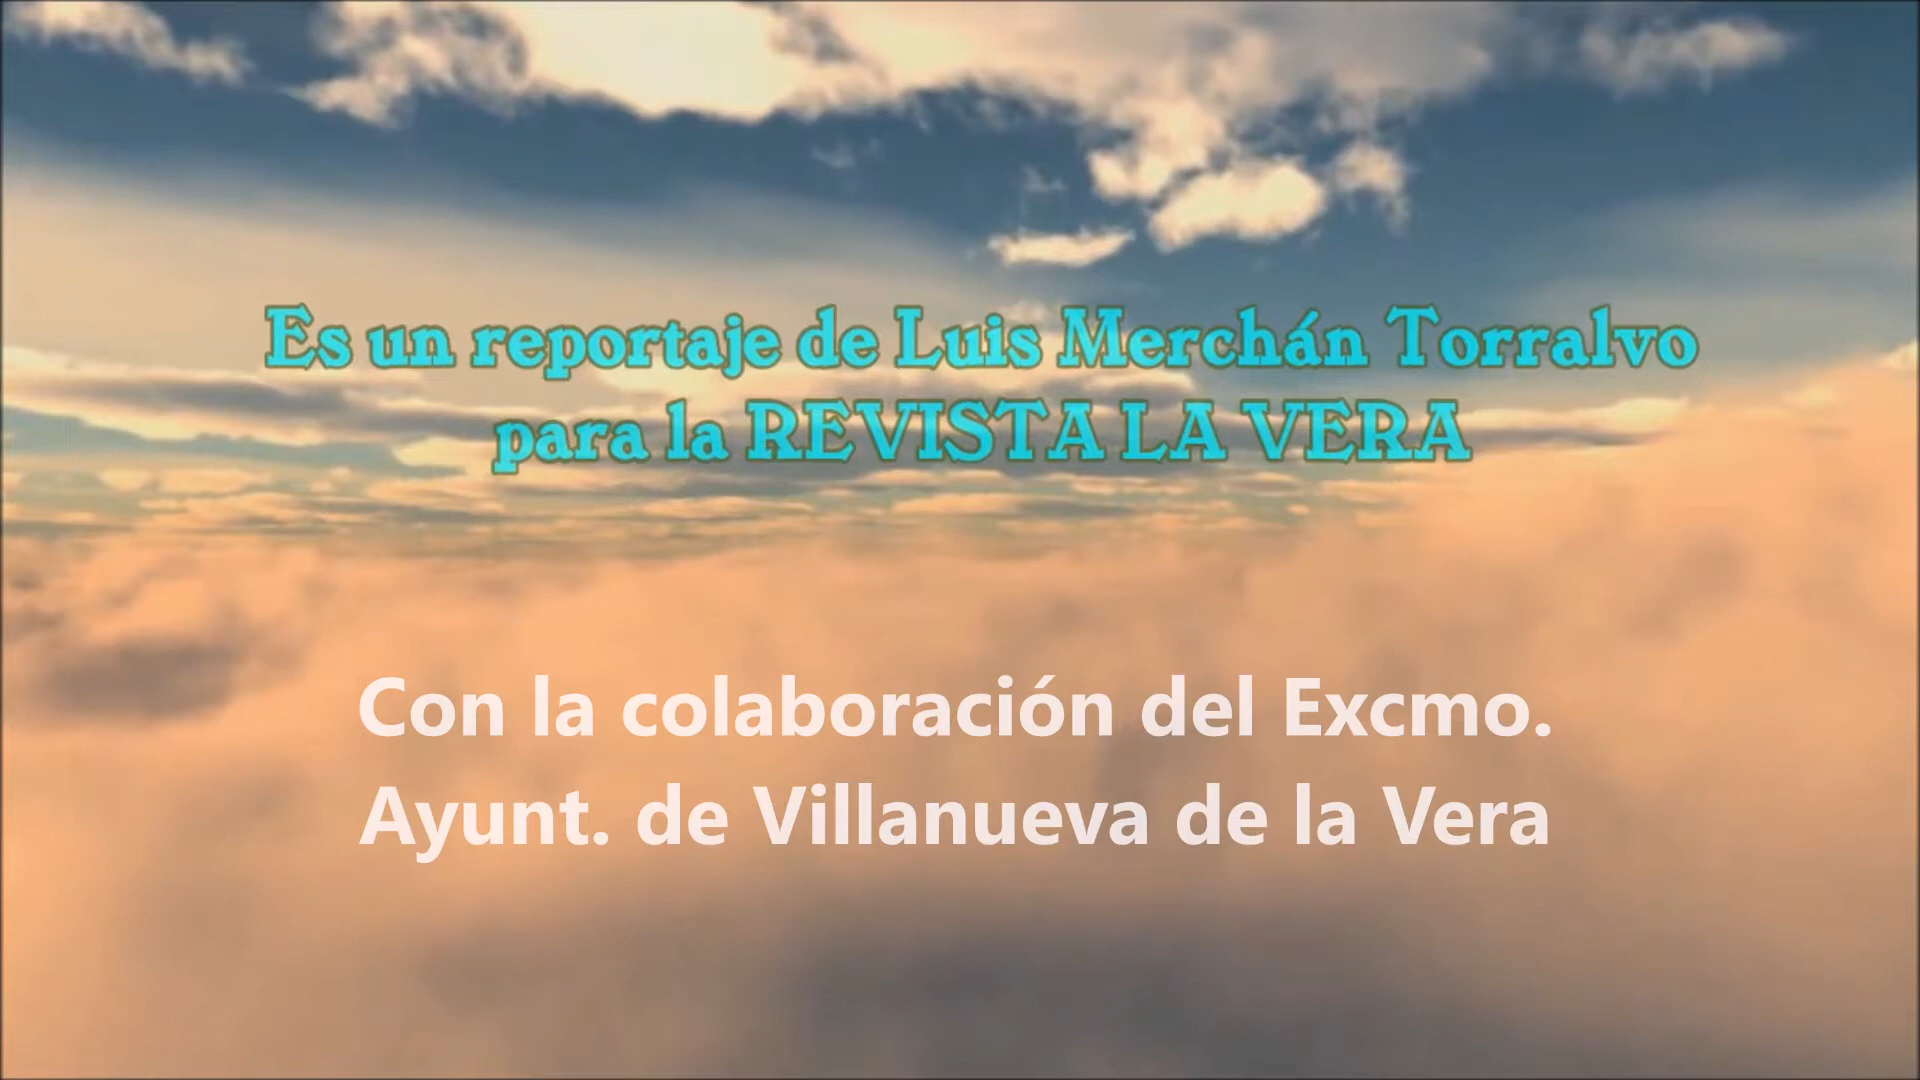 Es un reportaje de Luis Merchán Torralvo
para la REVISTA LA VERA
Con la colaboración del Excmo.
Ayunt. de Villanueva de la Vera